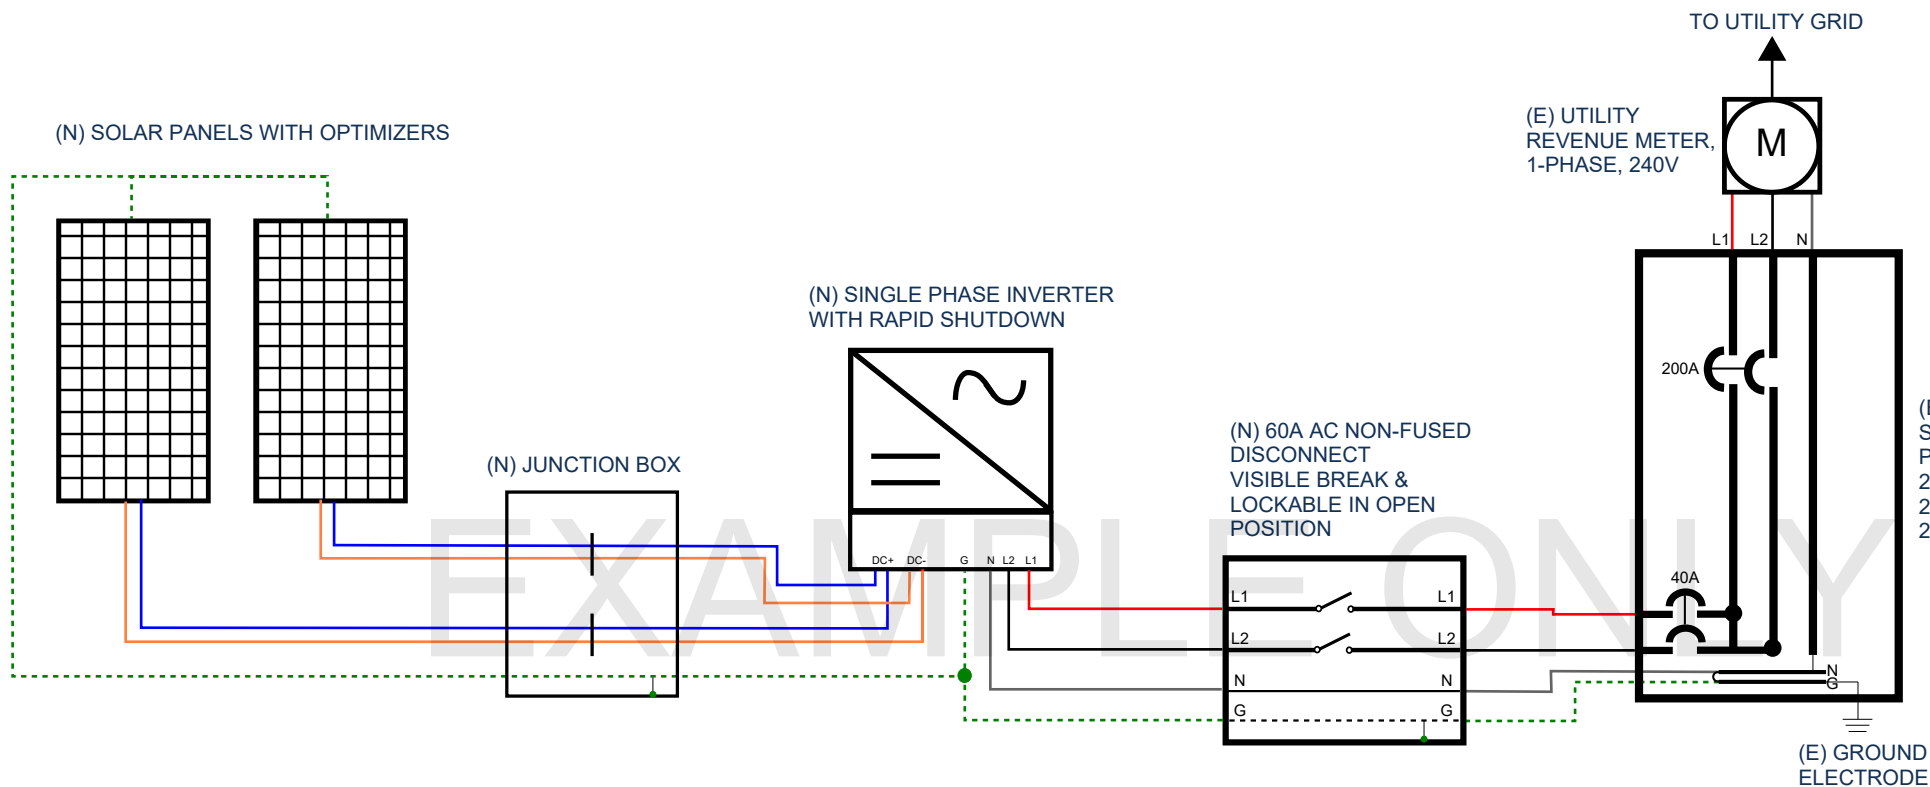 TO UTILITY GRID
(E) UTILITY
REVENUE METER,
1-PHASE, 240V
M
(N) SOLAR PANELS WITH OPTIMIZERS
L1 L2 N
(N) SINGLE PHASE INVERTER
WITH RAPID SHUTDOWN
200A
(N) 60A AC NON-FUSED
DISCONNECT
VISIBLE BREAK &
LOCKABLE IN OPEN
POSITION
(N) JUNCTION BOX
EXAMPLE ONLY
DC+ DC- G N L2 L1
40A
L1 L1
L2 L2
N N
G G
N
G
(E) GROUND
ELECTRODE